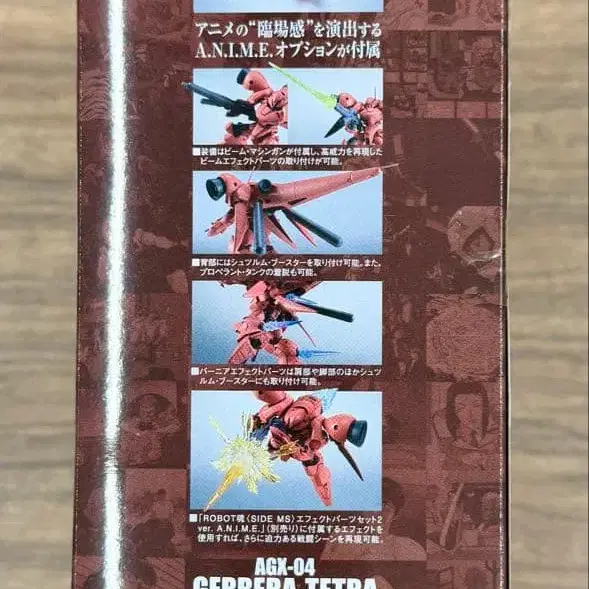 アニメの“臨場感”を演出する
A.N.I.M.E.オプションが付属
■装備はビーム・マシンガンが付属し、高威力を再現した
ビームエフェクトパーツの取り付けが可能。
■背部にはシュツルム・ブースターを取り付け可能。また、
プロペラント・タンクの着脱も可能。
■バーニアエフェクトパーツは肩部や脚部のほかシュツ
ルム・ブースターにも取り付け可能。
■「ROBOT魂〈SIDE MS〉エフェクトパーツセット2
ver. A.N.I.M.E.」(別売り)に付属するエフェクトを
使用すれば、さらに迫力ある戦闘シーンを再現可能。
AGX-04
GERBERA TETRA